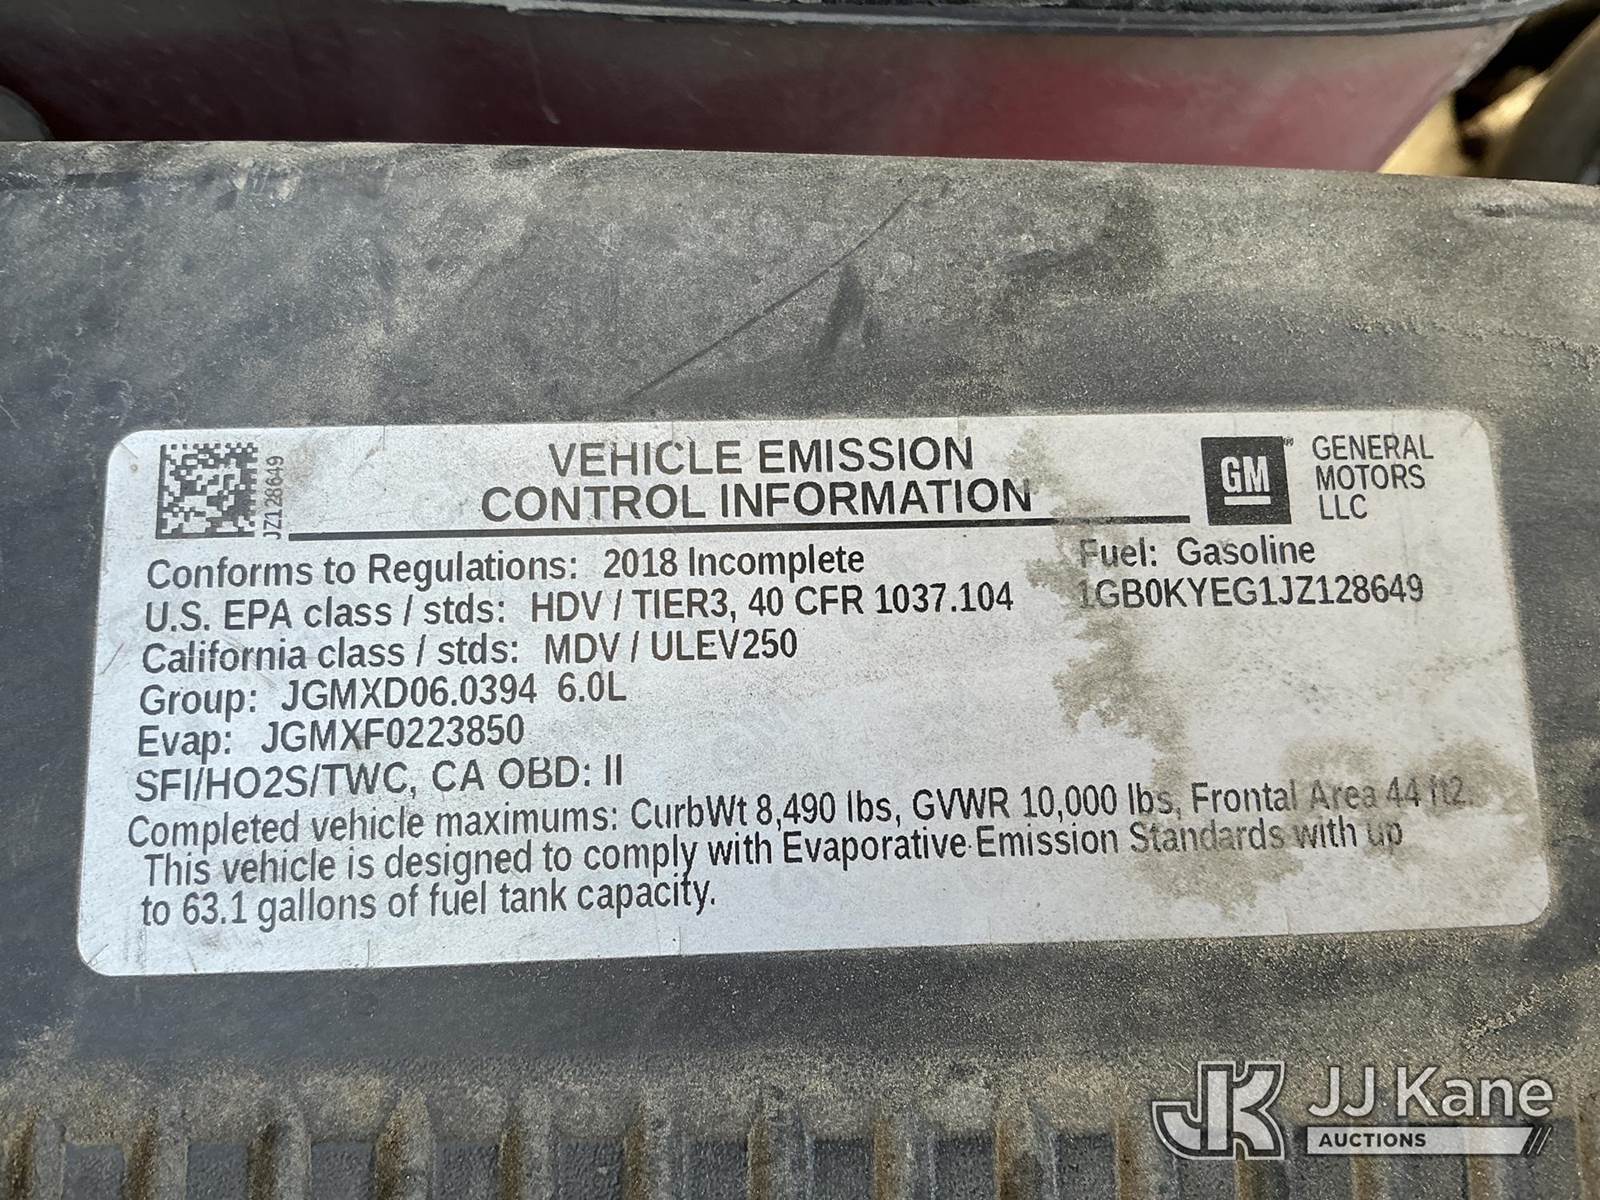 JZ128649
VEHICLE EMISSION
CONTROL INFORMATION
GM
GENERAL
MOTORS
LLC
Conforms to Regulations: 2018 Incomplete
Fuel: Gasoline
U.S. EPA class / stds: HDV / TIER3, 40 CFR 1037.104
1GB0KYEG1JZ128649
California class / stds: MDV / ULEV250
Group: JGMXD06.0394 6.0L
Evap: JGMXF0223850
SFI/HO2S/TWC, CA OBD: II
Completed vehicle maximums: CurbWt 8,490 lbs, GVWR 10,000 lbs, Frontal Area 44 ft2.
This vehicle is designed to comply with Evaporative Emission Standards with up
to 63.1 gallons of fuel tank capacity.
JK
JJ Kane
AUCTIONS